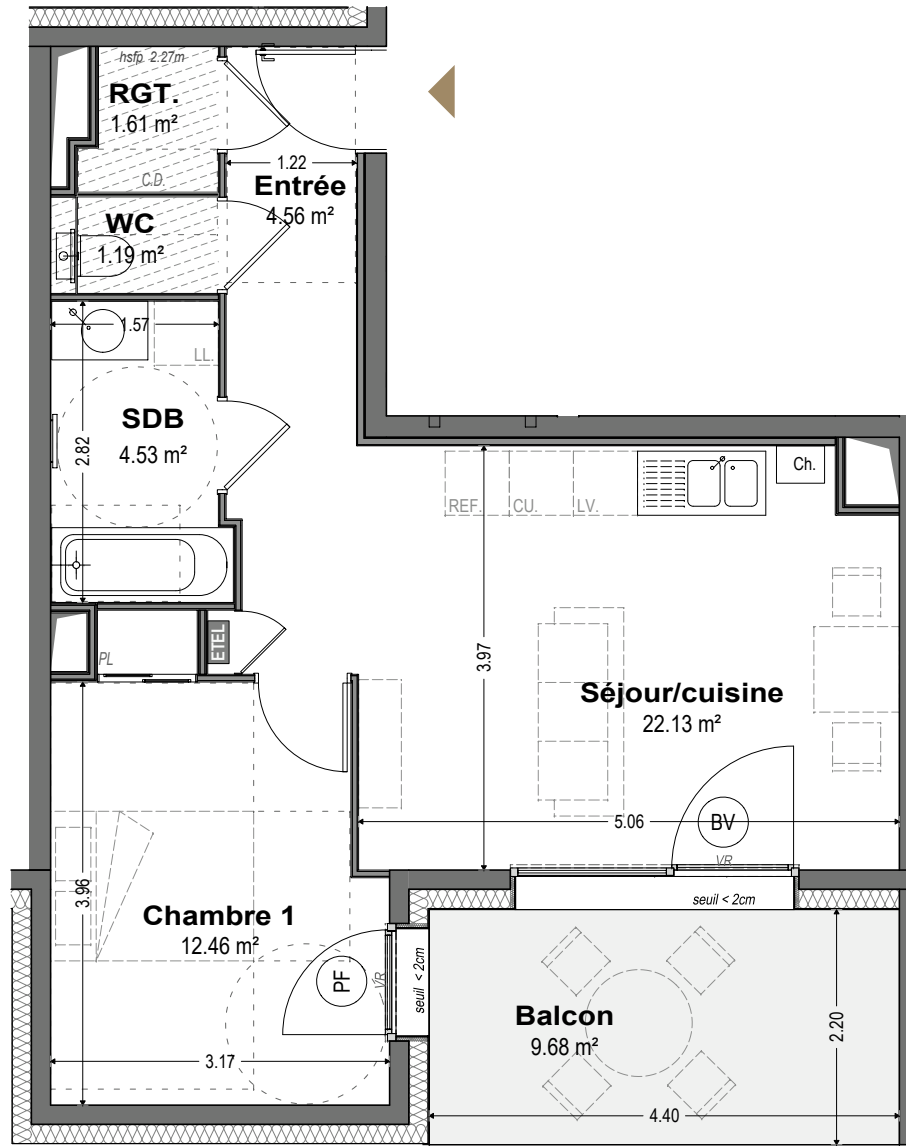 hsfp 2.27m
RGT.
1.61 m²
C.D.
1.22
Entrée
4.56 m²
WC
1.19 m²
1.57
LL.
SDB
4.53 m²
2.82
REF.
CU.
LV.
Ch.
ETEL
PL
3.97
Séjour/cuisine
22.13 m²
5.06
BV
VR
seuil < 2cm
3.96
Chambre 1
12.46 m²
PF
VR
seuil < 2cm
3.17
Balcon
9.68 m²
2.20
4.40